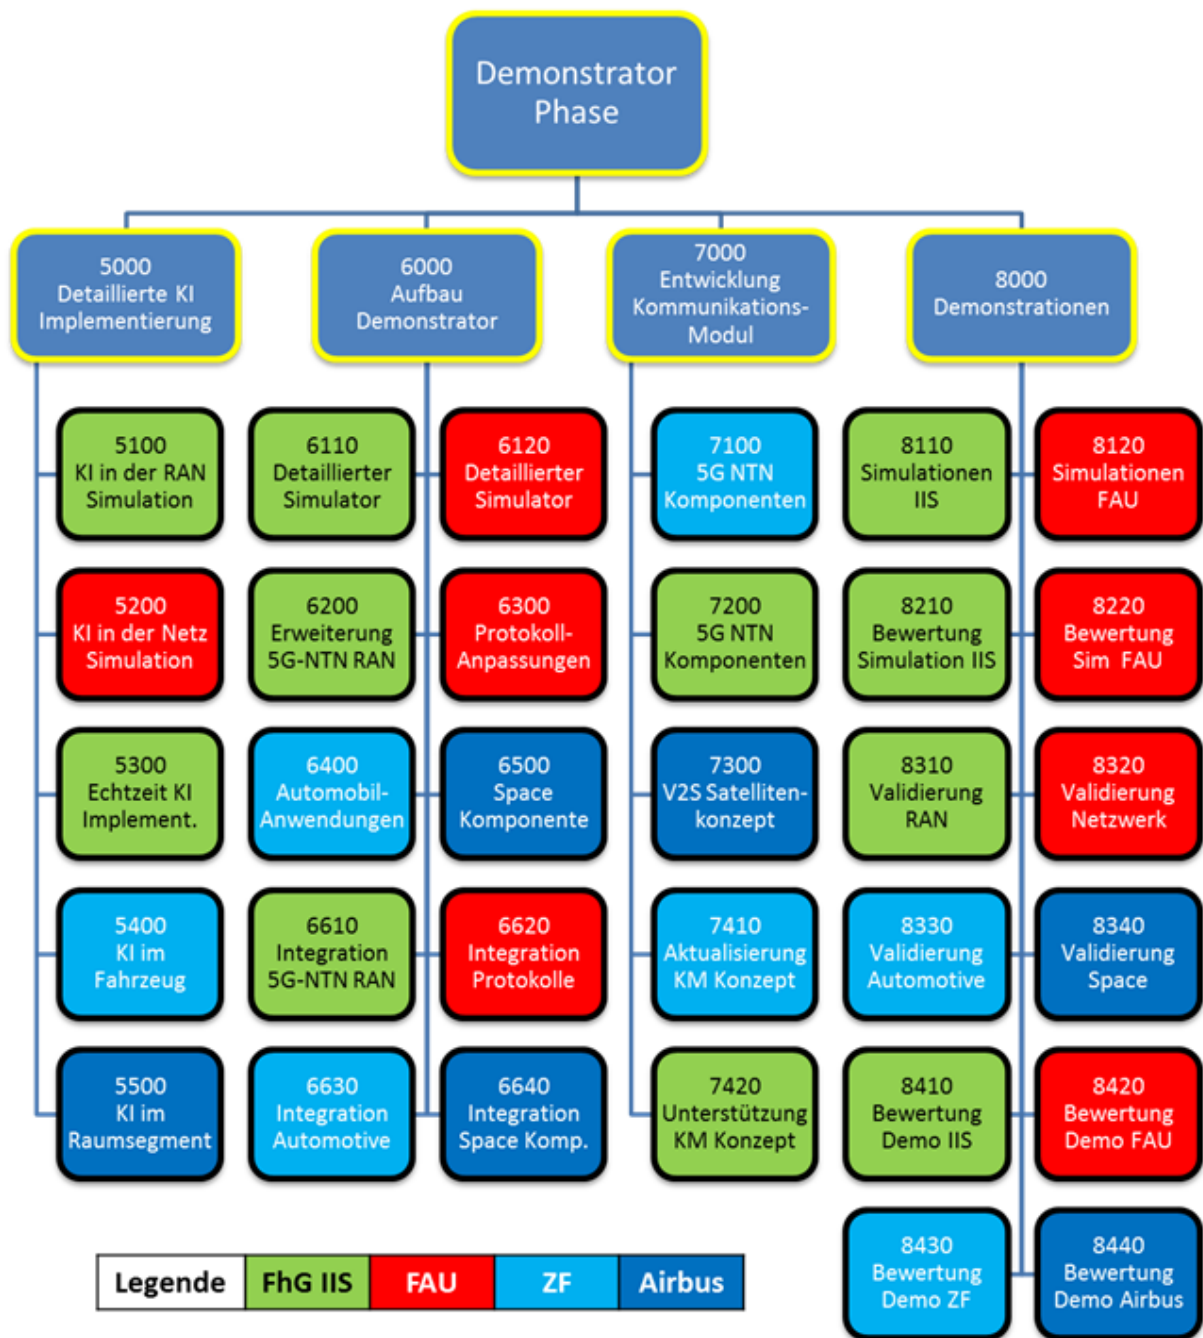 Demonstrator
Phase
5000
Detaillierte KI
Implementierung
6000
Aufbau
Demonstrator
7000
Entwicklung
Kommunikations-
Modul
8000
Demonstrationen
5100
KI in der RAN
Simulation
6110
Detaillierter
Simulator
6120
Detaillierter
Simulator
7100
5G NTN
Komponenten
8110
Simulationen
IIS
8120
Simulationen
FAU
5200
KI in der Netz
Simulation
6200
Erweiterung
5G-NTN RAN
6300
Protokoll-
Anpassungen
7200
5G NTN
Komponenten
8210
Bewertung
Simulation IIS
8220
Bewertung
Sim FAU
5300
Echtzeit KI
Implement.
6400
Automobil-
Anwendungen
6500
Space
Komponente
7300
V2S Satelliten-
konzept
8310
Validierung
RAN
8320
Validierung
Netzwerk
5400
KI im
Fahrzeug
6610
Integration
5G-NTN RAN
6620
Integration
Protokolle
7410
Aktualisierung
KM Konzept
8330
Validierung
Automotive
8340
Validierung
Space
5500
KI im
Raumsegment
6630
Integration
Automotive
6640
Integration
Space Komp.
7420
Unterstützung
KM Konzept
8410
Bewertung
Demo IIS
8420
Bewertung
Demo FAU
8430
Bewertung
Demo ZF
8440
Bewertung
Demo Airbus
Legende FhG IIS FAU ZF Airbus